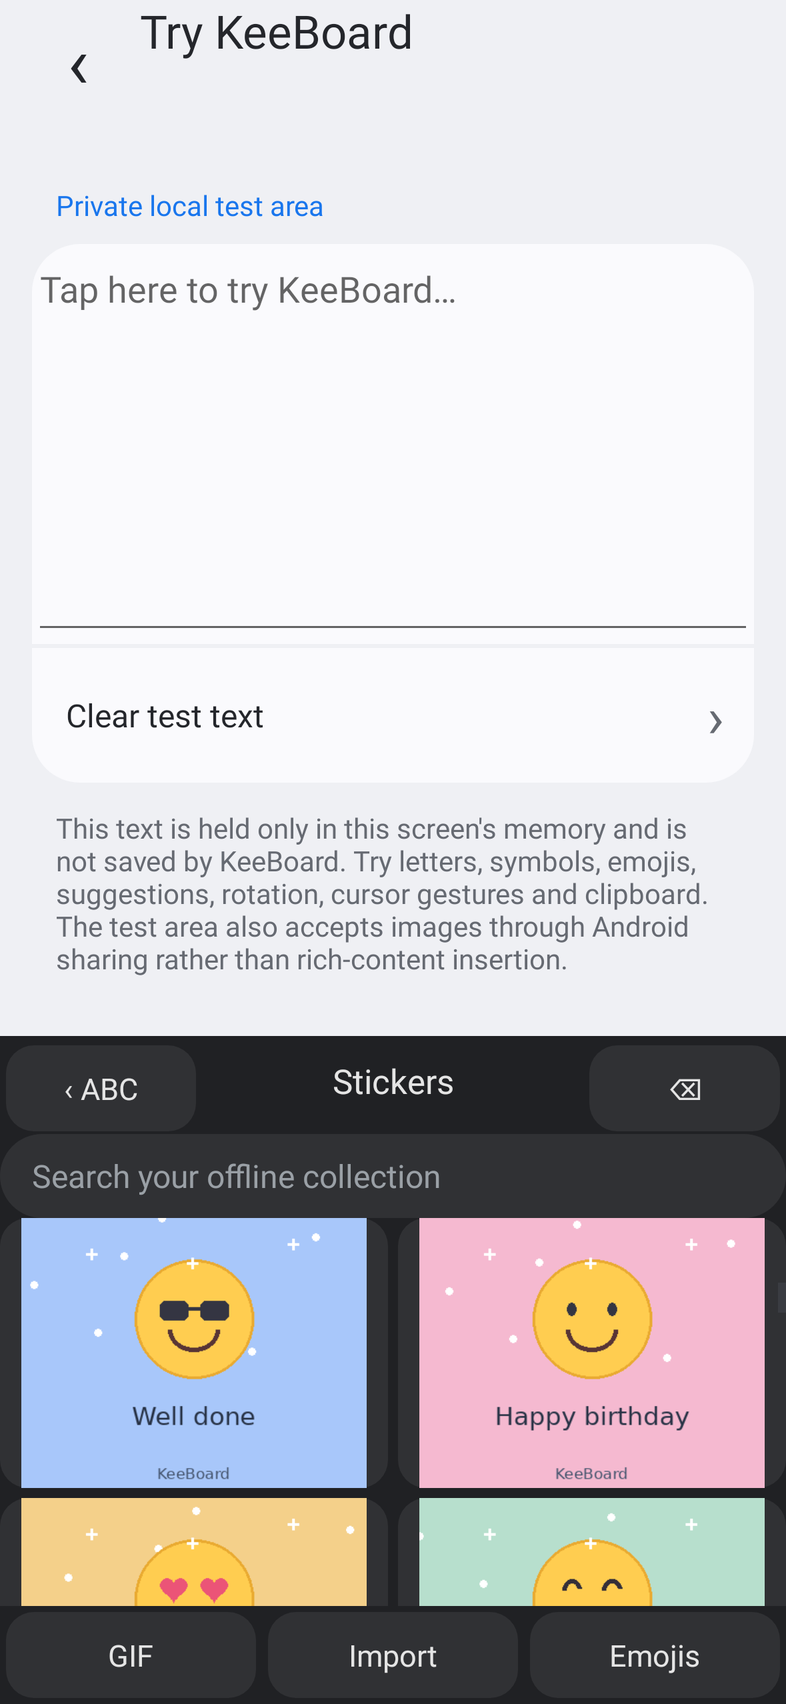 Try KeeBoard
Private local test area
Tap here to try KeeBoard…
Clear test text
This text is held only in this screen's memory and is
not saved by KeeBoard. Try letters, symbols, emojis,
suggestions, rotation, cursor gestures and clipboard.
The test area also accepts images through Android
sharing rather than rich-content insertion.
‹ ABC
Stickers
Search your offline collection
Well done
KeeBoard
Happy birthday
KeeBoard
GIF
Import
Emojis